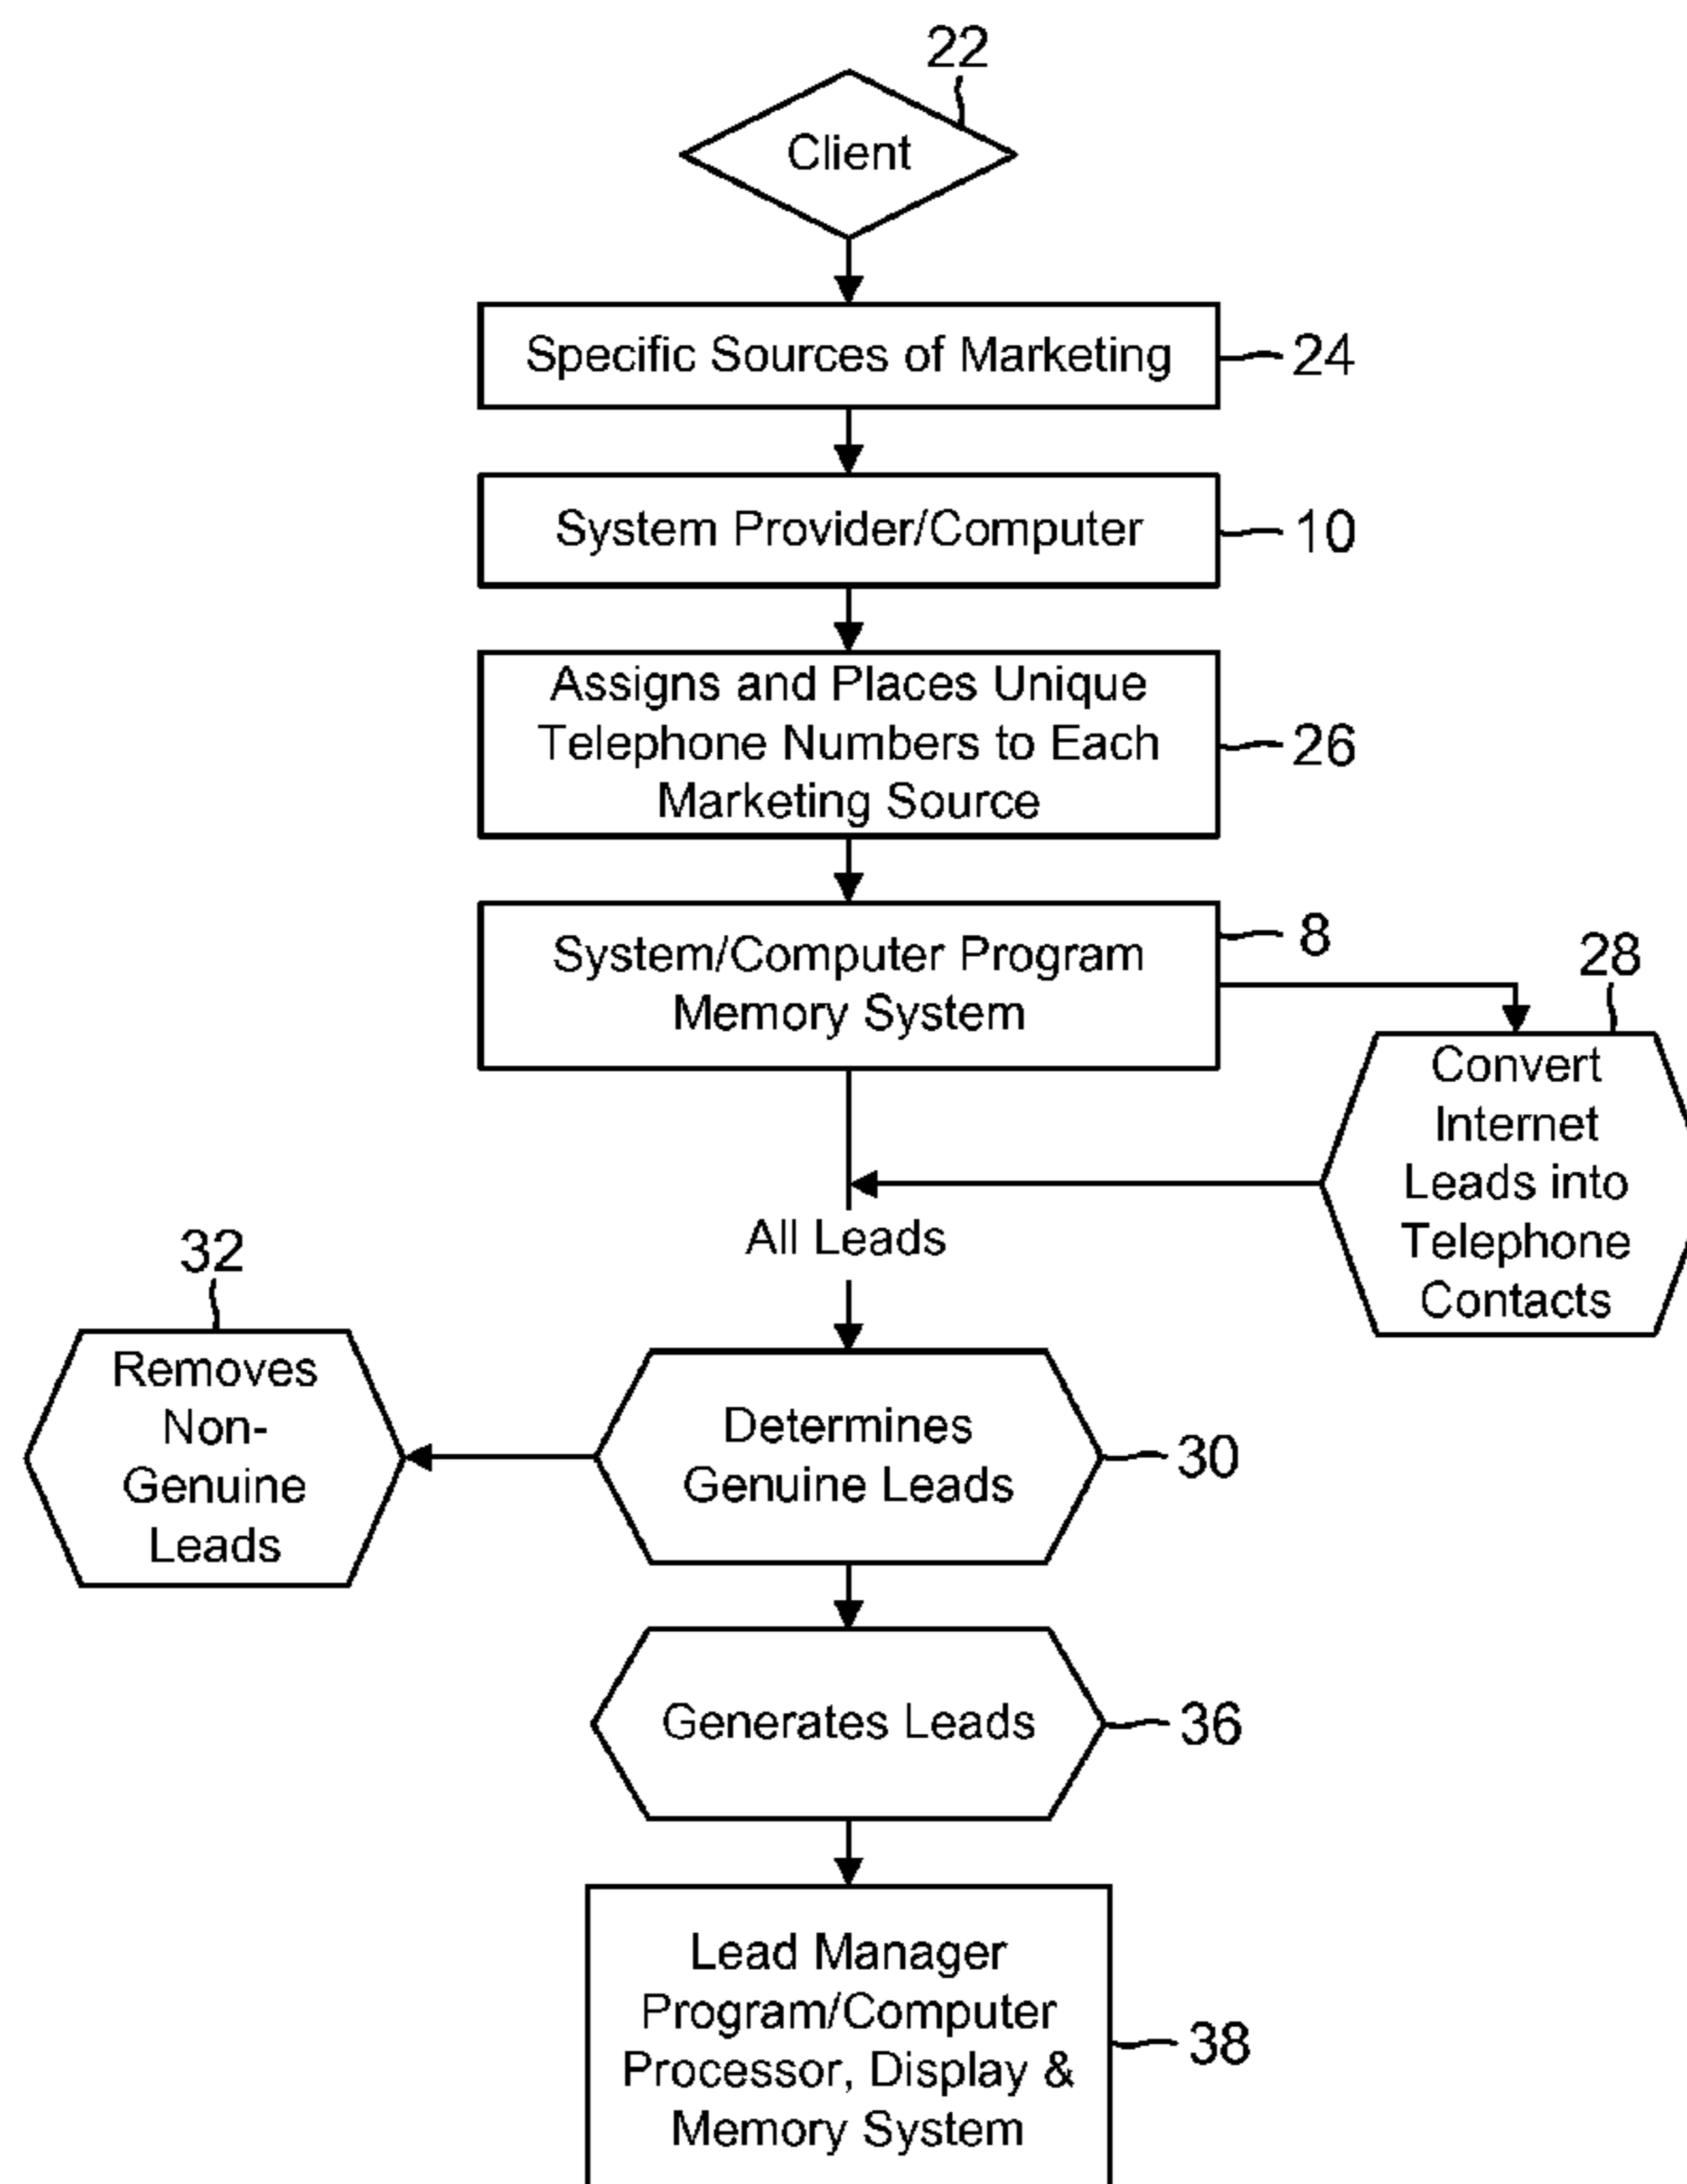 22
Client
Specific Sources of Marketing
24
System Provider/Computer
10
Assigns and Places Unique
Telephone Numbers to Each
Marketing Source
26
System/Computer Program
Memory System
8
28
Convert
Internet
Leads into
Telephone
Contacts
All Leads
32
Removes
Non-
Genuine
Leads
Determines
Genuine Leads
30
Generates Leads
36
Lead Manager
Program/Computer
Processor, Display &
Memory System
38